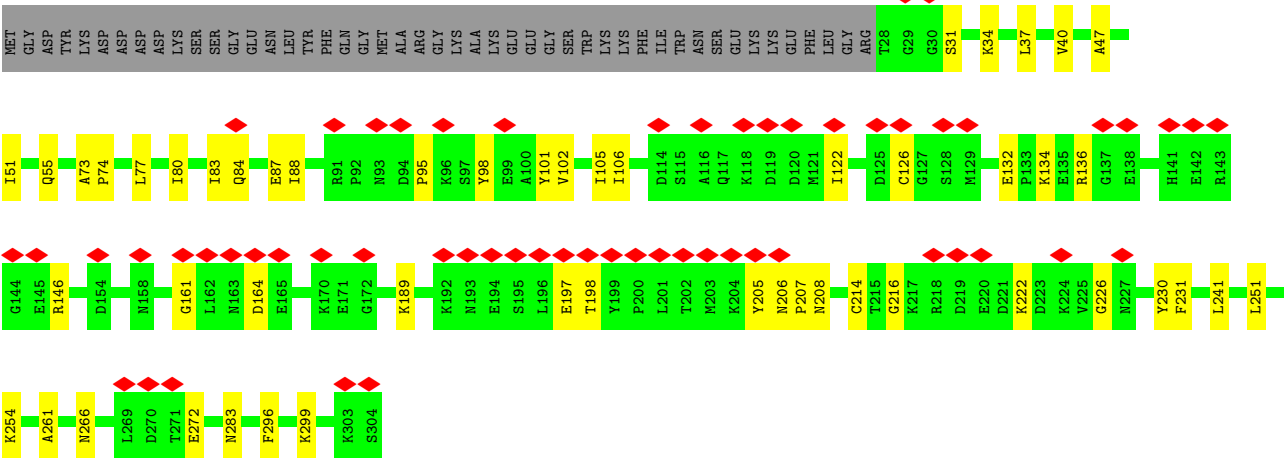 MET GLY ASP TYR LYS ASP ASP ASP ASP LYS SER SER GLY GLU ASN LEU TYR PHE GLN GLY MET ALA ARG GLY LYS ALA LYS GLU GLU GLY SER TRP LYS LYS PHE ILE TRP ASN SER GLU LYS LYS GLU PHE LEU GLY ARG T28 G29 G30 S31 K34 L37 V40 A47
I51 Q55 A73 P74 L77 I80 I83 Q84 E87 I88 R91 P92 N93 D94 P95 K96 S97 Y98 E99 A100 Y101 V102 I105 I106 D114 S115 A116 Q117 K118 D119 D120 M121 I122 D125 C126 G127 S128 M129 E132 P133 K134 E135 R136 G137 E138 H141 E142 R143
G144 E145 R146 D154 N158 G161 L162 N163 D164 E165 K170 E171 G172 K189 K192 N193 E194 S195 L196 E197 T198 Y199 P200 L201 T202 M203 K204 Y205 N206 P207 N208 C214 T215 G216 K217 R218 D219 E220 D221 K222 D223 K224 V225 G226 N227 Y230 F231 L241 L251
K254 A261 N266 L269 D270 T271 E272 N283 F296 K299 K303 S304